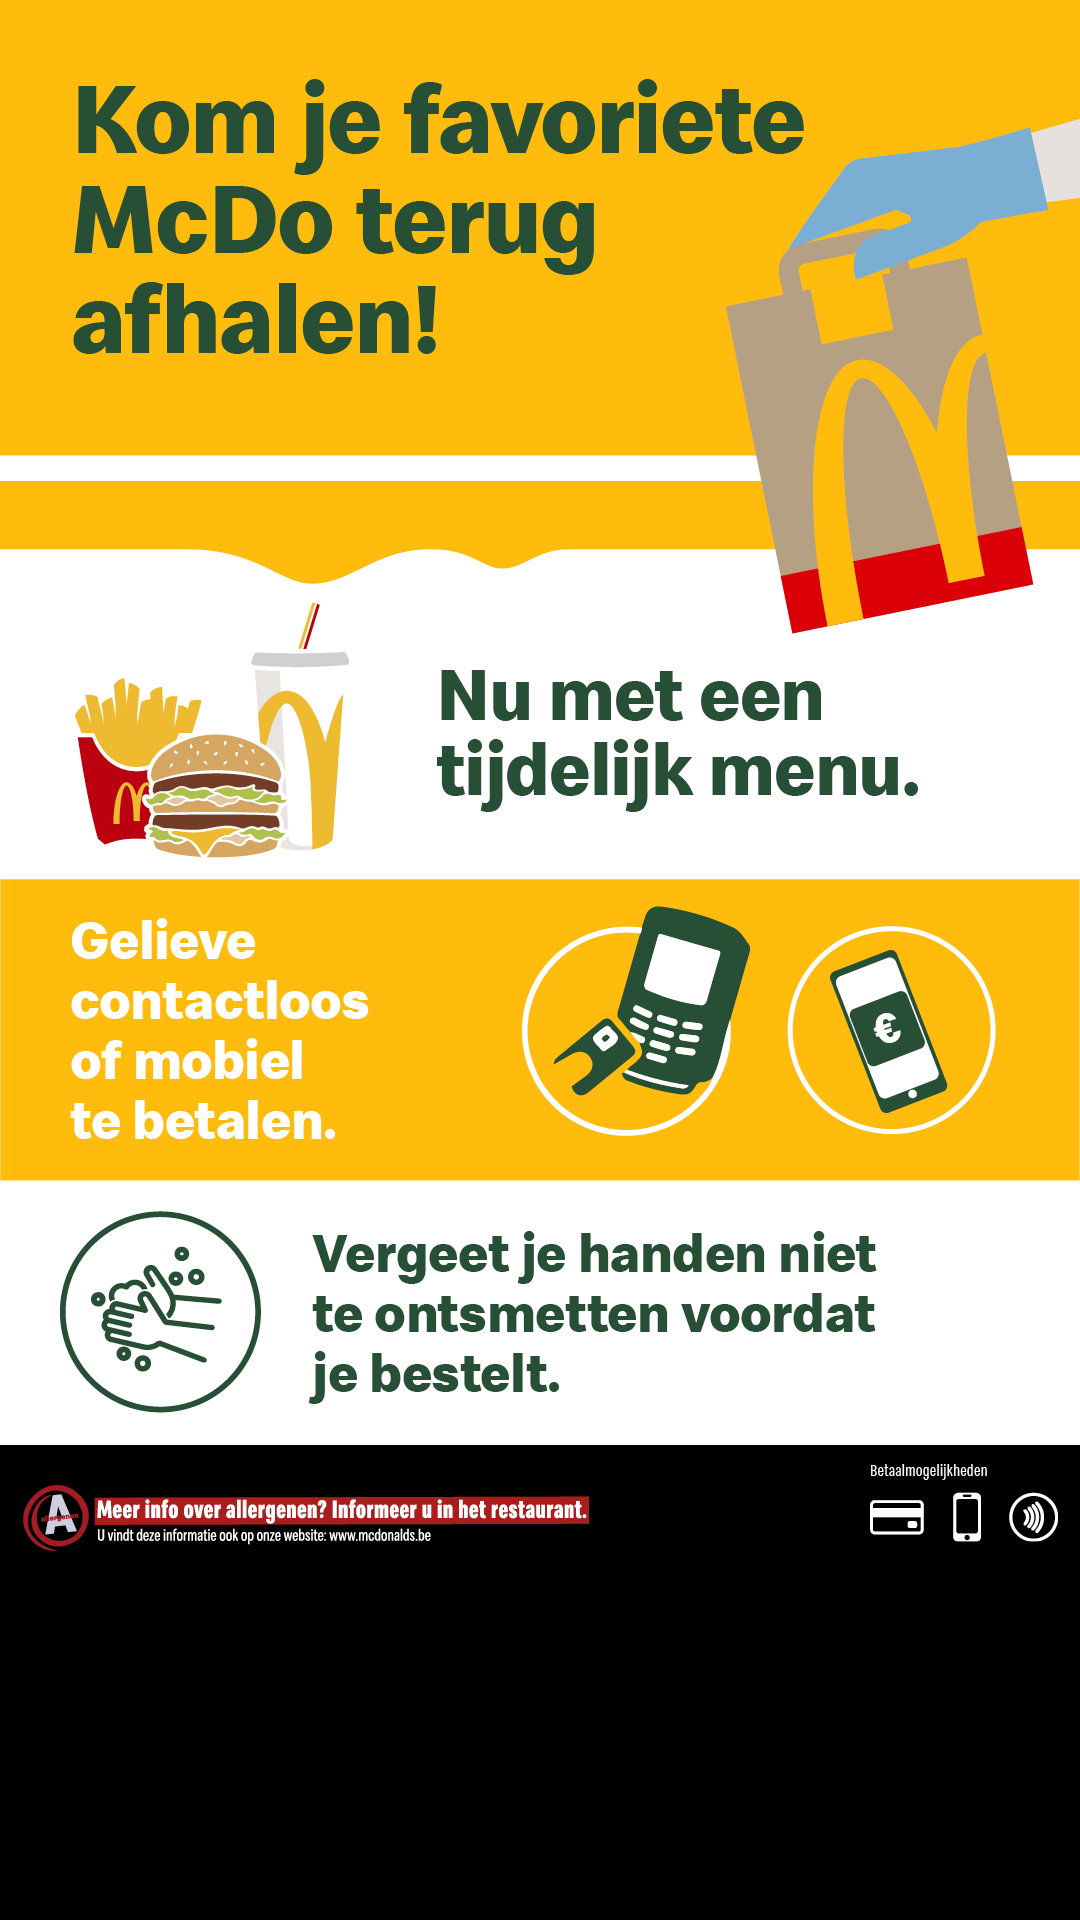 Kom je favoriete
McDo terug
afhalen!
Nu met een
tijdelijk menu.
Gelieve
contactloos
of mobiel
te betalen.
€
Vergeet je handen niet
te ontsmetten voordat
je bestelt.
Betaalmogelijkheden
A
allergenen
Meer info over allergenen? Informeer u in het restaurant.
U vindt deze informatie ook op onze website: www.mcdonalds.be